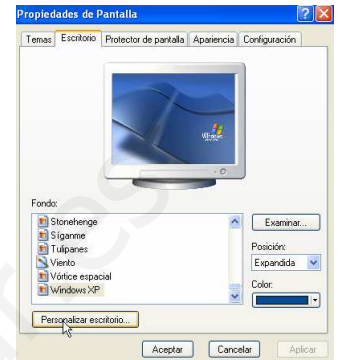 Propiedades de Pantalla
Temas Escritorio Protector de pantalla Apariencia Configuración
Windows
Fondo:
Stonehenge
Síganme
Tulipanes
Viento
Vórtice espacial
Windows XP
Examinar...
Posición:
Expandida
Color:
Personalizar escritorio...
Aceptar Cancelar Aplicar